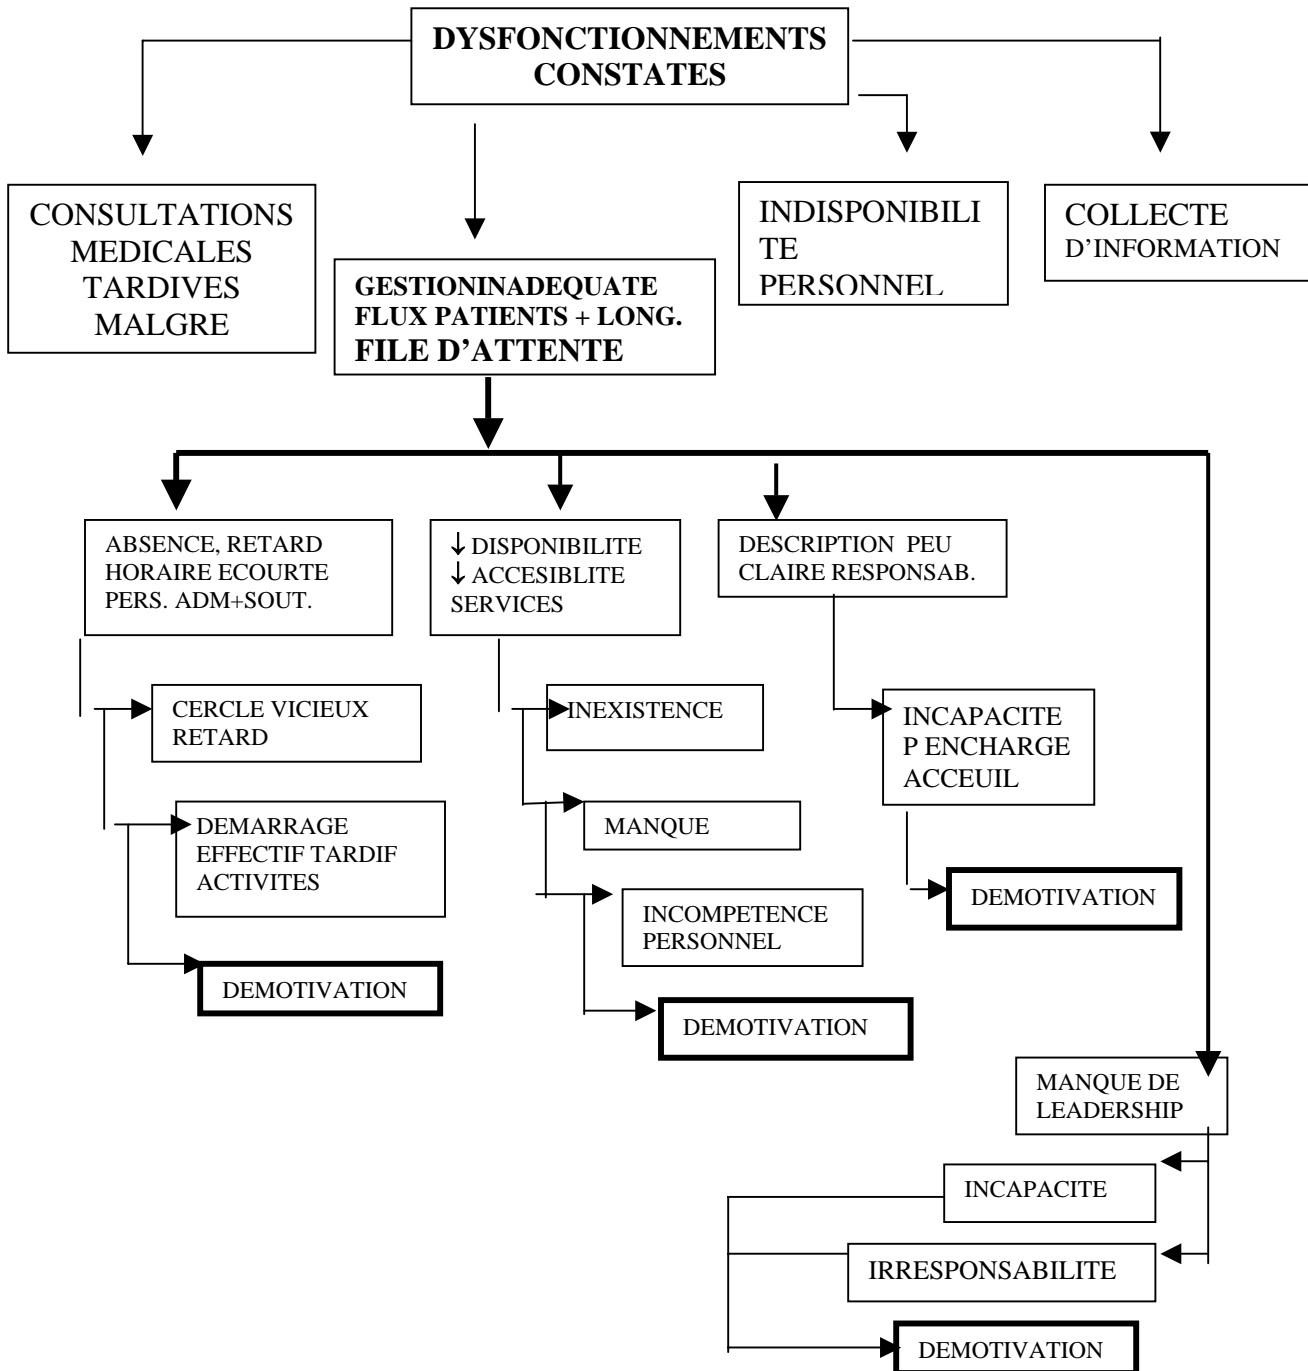 DYSFONCTIONNEMENTS
CONSTATES
CONSULTATIONS
MEDICALES
TARDIVES
MALGRE
GESTIONINADEQUATE
FLUX PATIENTS + LONG.
FILE D'ATTENTE
INDISPONIBILI
TE
PERSONNEL
COLLECTE
D'INFORMATION
ABSENCE, RETARD
HORAIRE ECOURTE
PERS. ADM+SOUT.
↓ DISPONIBILITE
↓ ACCESIBLITE
SERVICES
DESCRIPTION PEU
CLAIRE RESPONSAB.
CERCLE VICIEUX
RETARD
INEXISTENCE
INCAPACITE
P ENCHARGE
ACCEUIL
DEMARRAGE
EFFECTIF TARDIF
ACTIVITES
MANQUE
INCOMPETENCE
PERSONNEL
DEMOTIVATION
DEMOTIVATION
DEMOTIVATION
MANQUE DE
LEADERSHIP
INCAPACITE
IRRESPONSABILITE
DEMOTIVATION